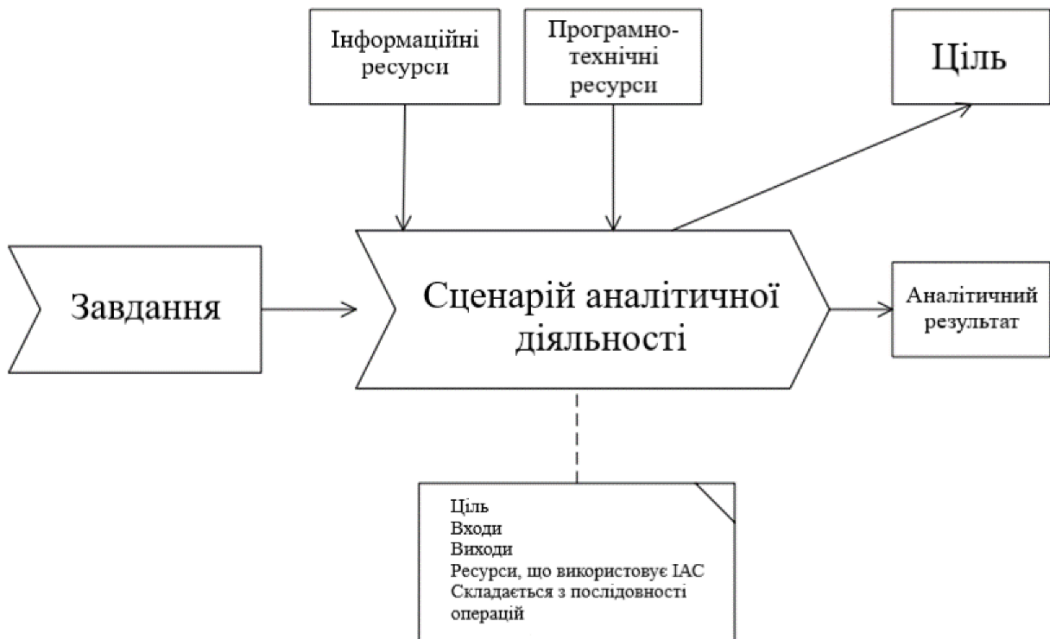 Інформаційні
ресурси
Програмно-
технічні
ресурси
Ціль
Завдання
Сценарій аналітичної
діяльності
Аналітичний
результат
Ціль
Входи
Виходи
Ресурси, що використовує ІАС
Складається з послідовності
операцій